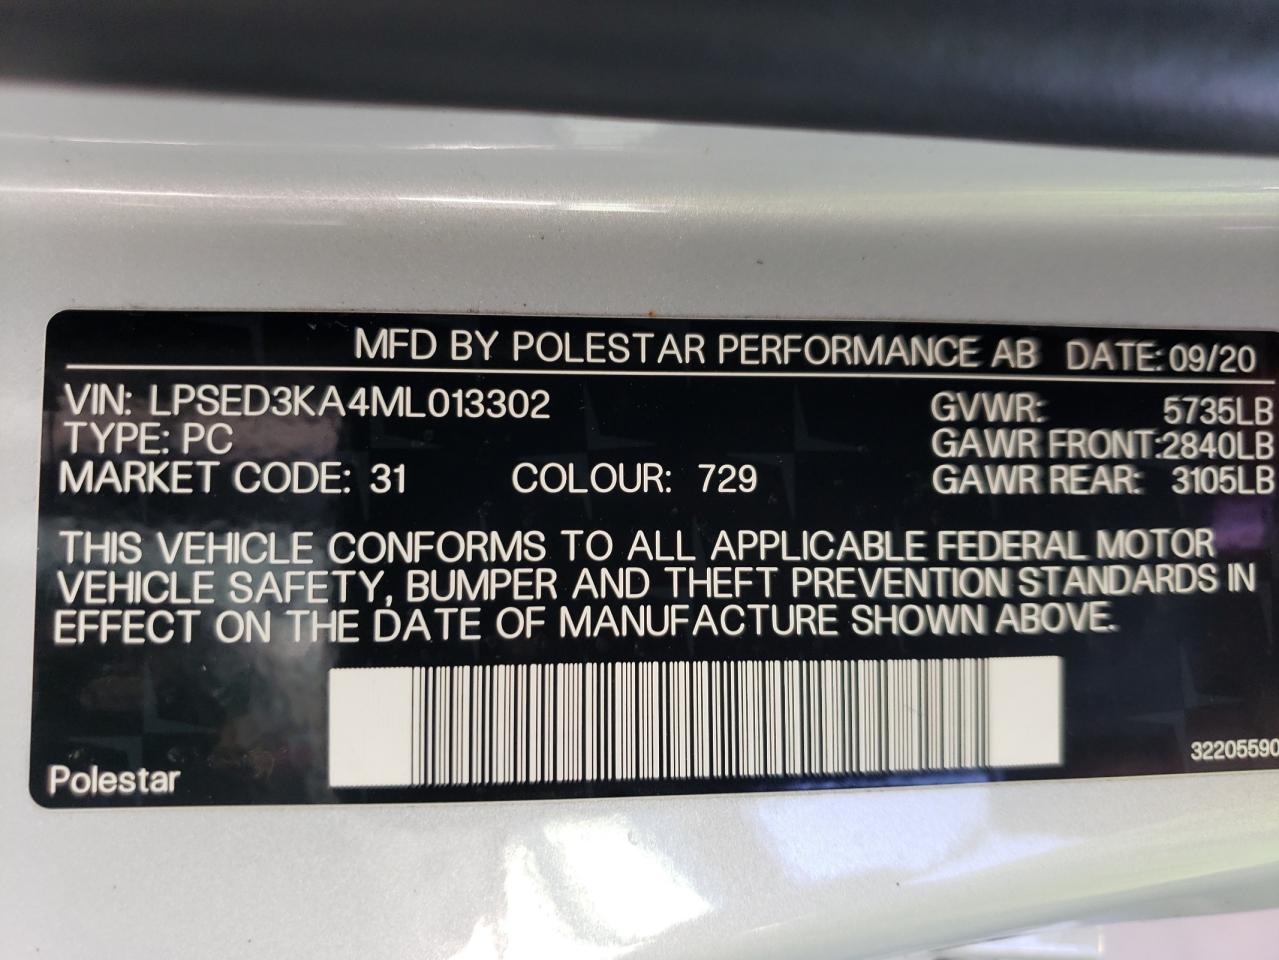 MFD BY POLESTAR PERFORMANCE AB DATE: 09/20
VIN: LPSED3KA4ML013302 GVWR: 5735LB
TYPE: PC GAWR FRONT:2840LB
MARKET CODE: 31 COLOUR: 729 GAWR REAR: 3105LB
THIS VEHICLE CONFORMS TO ALL APPLICABLE FEDERAL MOTOR
VEHICLE SAFETY, BUMPER AND THEFT PREVENTION STANDARDS IN
EFFECT ON THE DATE OF MANUFACTURE SHOWN ABOVE.
Polestar 32205590